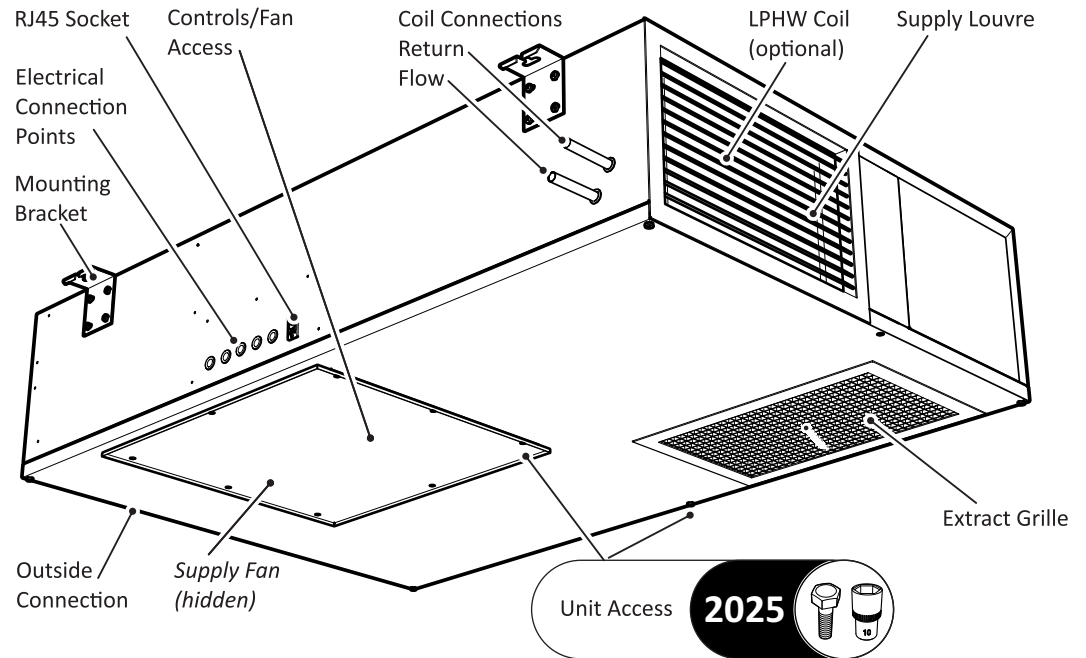 RJ45 Socket
Controls/Fan
Access
Coil Connections
Return
Flow
LPHW Coil
(optional)
Supply Louvre
Electrical
Connection
Points
Mounting
Bracket
Extract Grille
Outside
Connection
Supply Fan
(hidden)
Unit Access
2025
10